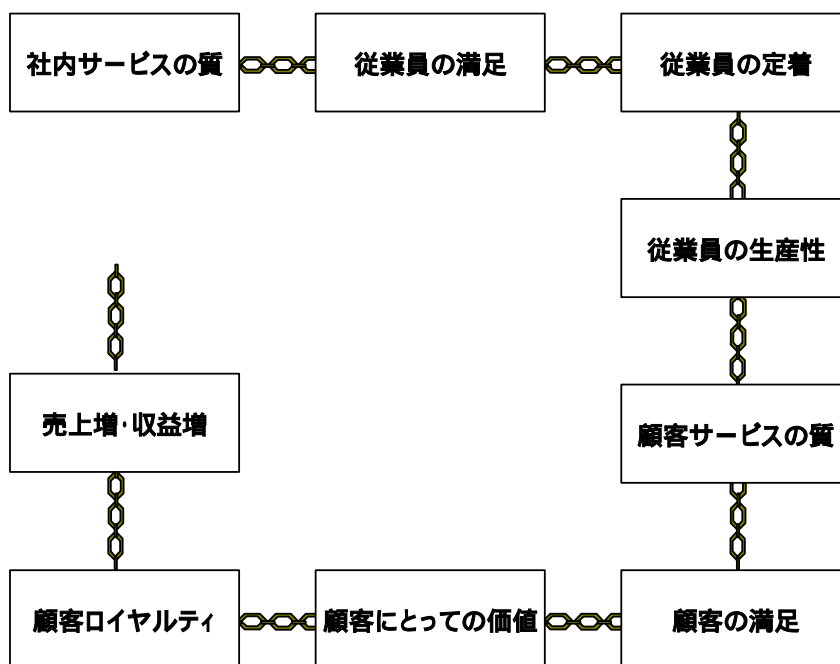 社内サービスの質
従業員の満足
従業員の定着
従業員の生産性
売上増･収益増
顧客サービスの質
顧客ロイヤルティ
顧客にとっての価値
顧客の満足